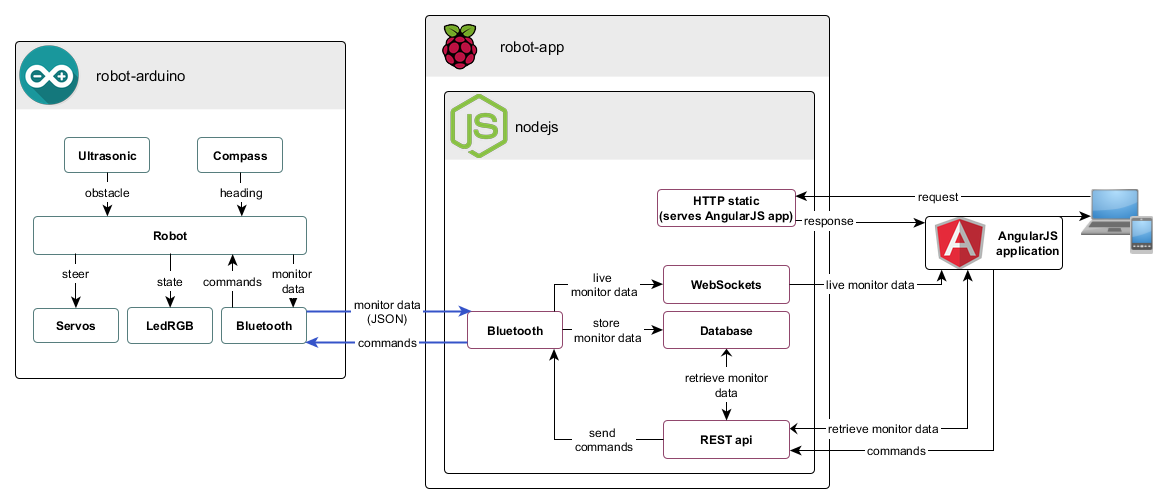 robot-app
robot-arduino
JS
nodejs
Ultrasonic
Compass
obstacle
heading
HTTP static
(serves AngularJS app)
request
response
Robot
AngularJS
application
steer
state
commands
monitor
data
live
monitor data
WebSockets
live monitor data
Servos
LedRGB
Bluetooth
monitor data
(JSON)
commands
Bluetooth
store
monitor data
Database
retrieve monitor
data
send
commands
REST api
retrieve monitor data
commands